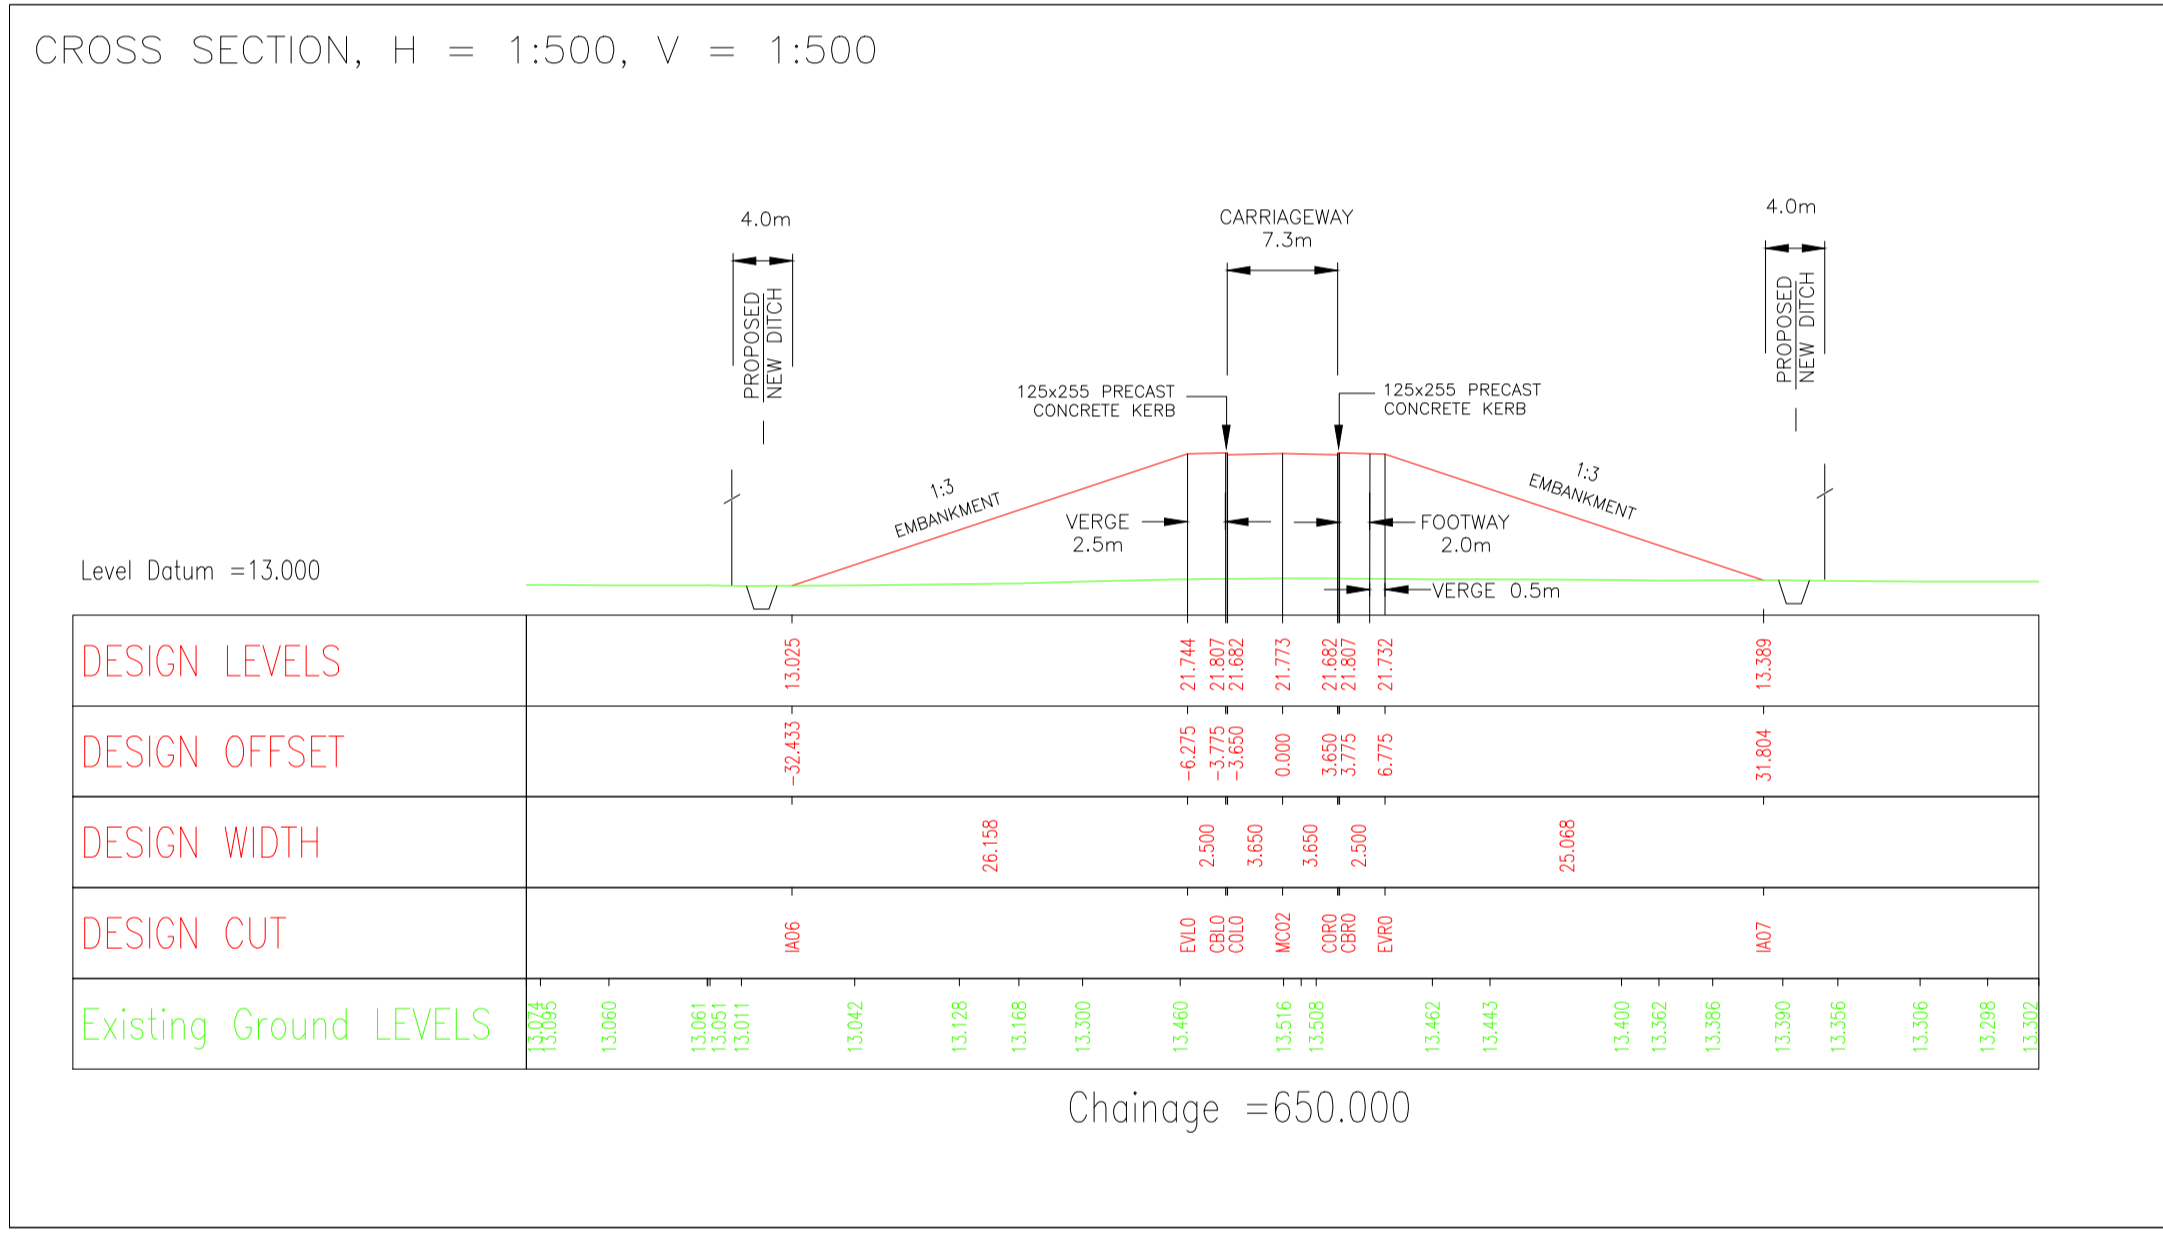 CROSS SECTION, H = 1:500, V = 1:500
4.0m
CARRIAGEWAY
7.3m
4.0m
PROPOSED
NEW DITCH
PROPOSED
NEW DITCH
125x255 PRECAST
CONCRETE KERB
125x255 PRECAST
CONCRETE KERB
1:3
EMBANKMENT
1:3
EMBANKMENT
VERGE
2.5m
FOOTWAY
2.0m
VERGE 0.5m
Level Datum =13.000
DESIGN LEVELS 13.025 21.744 21.807 21.682 21.773 21.682 21.807 21.732 13.389
DESIGN OFFSET -32.433 -6.275 -3.775 -3.650 0.000 3.650 3.775 6.775 31.804
DESIGN WIDTH 26.158 2.500 3.650 3.650 2.500 25.068
DESIGN CUT IA06 EVL0 CBL0 C0L0 MC02 C0R0 CBR0 EVR0 IA07
Existing Ground LEVELS 13.074 13.095 13.060 13.061 13.051 13.011 13.042 13.128 13.168 13.300 13.460 13.516 13.508 13.462 13.443 13.400 13.362 13.386 13.390 13.356 13.306 13.298 13.302
Chainage =650.000